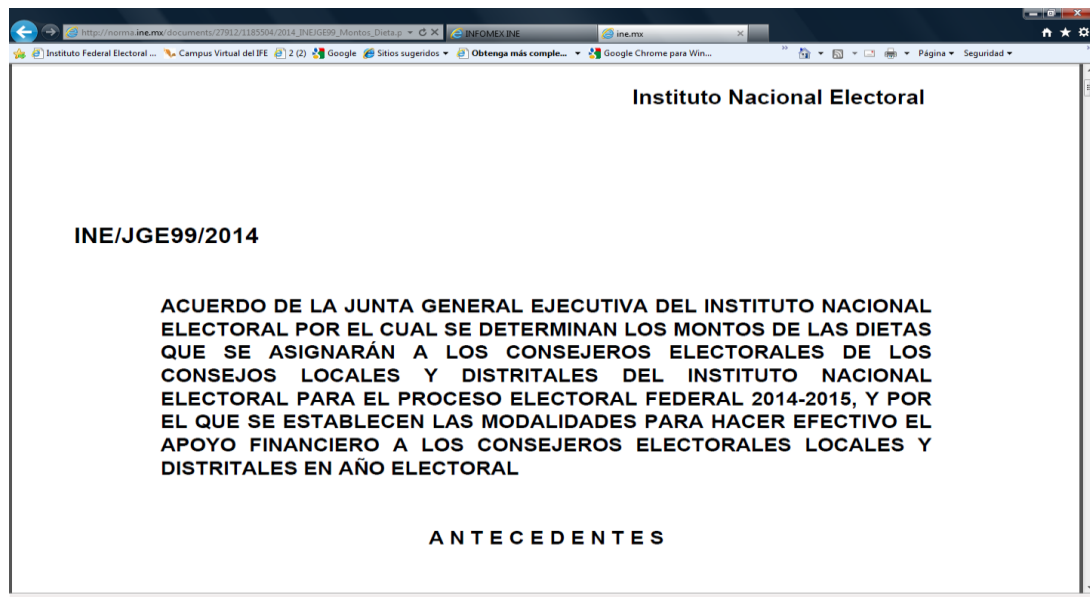 http://norma.ine.mx/documents/27912/1185504/2014_INEJGE99_Montos_Dieta.p
INFOMEX INE
ine.mx
Instituto Federal Electoral ...
Campus Virtual del IFE
2 (2)
Google
Sitios sugeridos
Obtenga más comple...
Google Chrome para Win...
Página
Seguridad
Instituto Nacional Electoral
INE/JGE99/2014
ACUERDO DE LA JUNTA GENERAL EJECUTIVA DEL INSTITUTO NACIONAL
ELECTORAL POR EL CUAL SE DETERMINAN LOS MONTOS DE LAS DIETAS
QUE SE ASIGNARÁN A LOS CONSEJEROS ELECTORALES DE LOS
CONSEJOS LOCALES Y DISTRITALES DEL INSTITUTO NACIONAL
ELECTORAL PARA EL PROCESO ELECTORAL FEDERAL 2014-2015, Y POR
EL QUE SE ESTABLECEN LAS MODALIDADES PARA HACER EFECTIVO EL
APOYO FINANCIERO A LOS CONSEJEROS ELECTORALES LOCALES Y
DISTRITALES EN AÑO ELECTORAL
A N T E C E D E N T E S